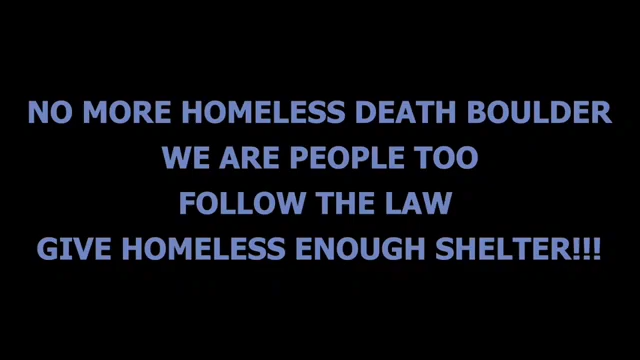 NO MORE HOMELESS DEATH BOULDER
WE ARE PEOPLE TOO
FOLLOW THE LAW
GIVE HOMELESS ENOUGH SHELTER!!!